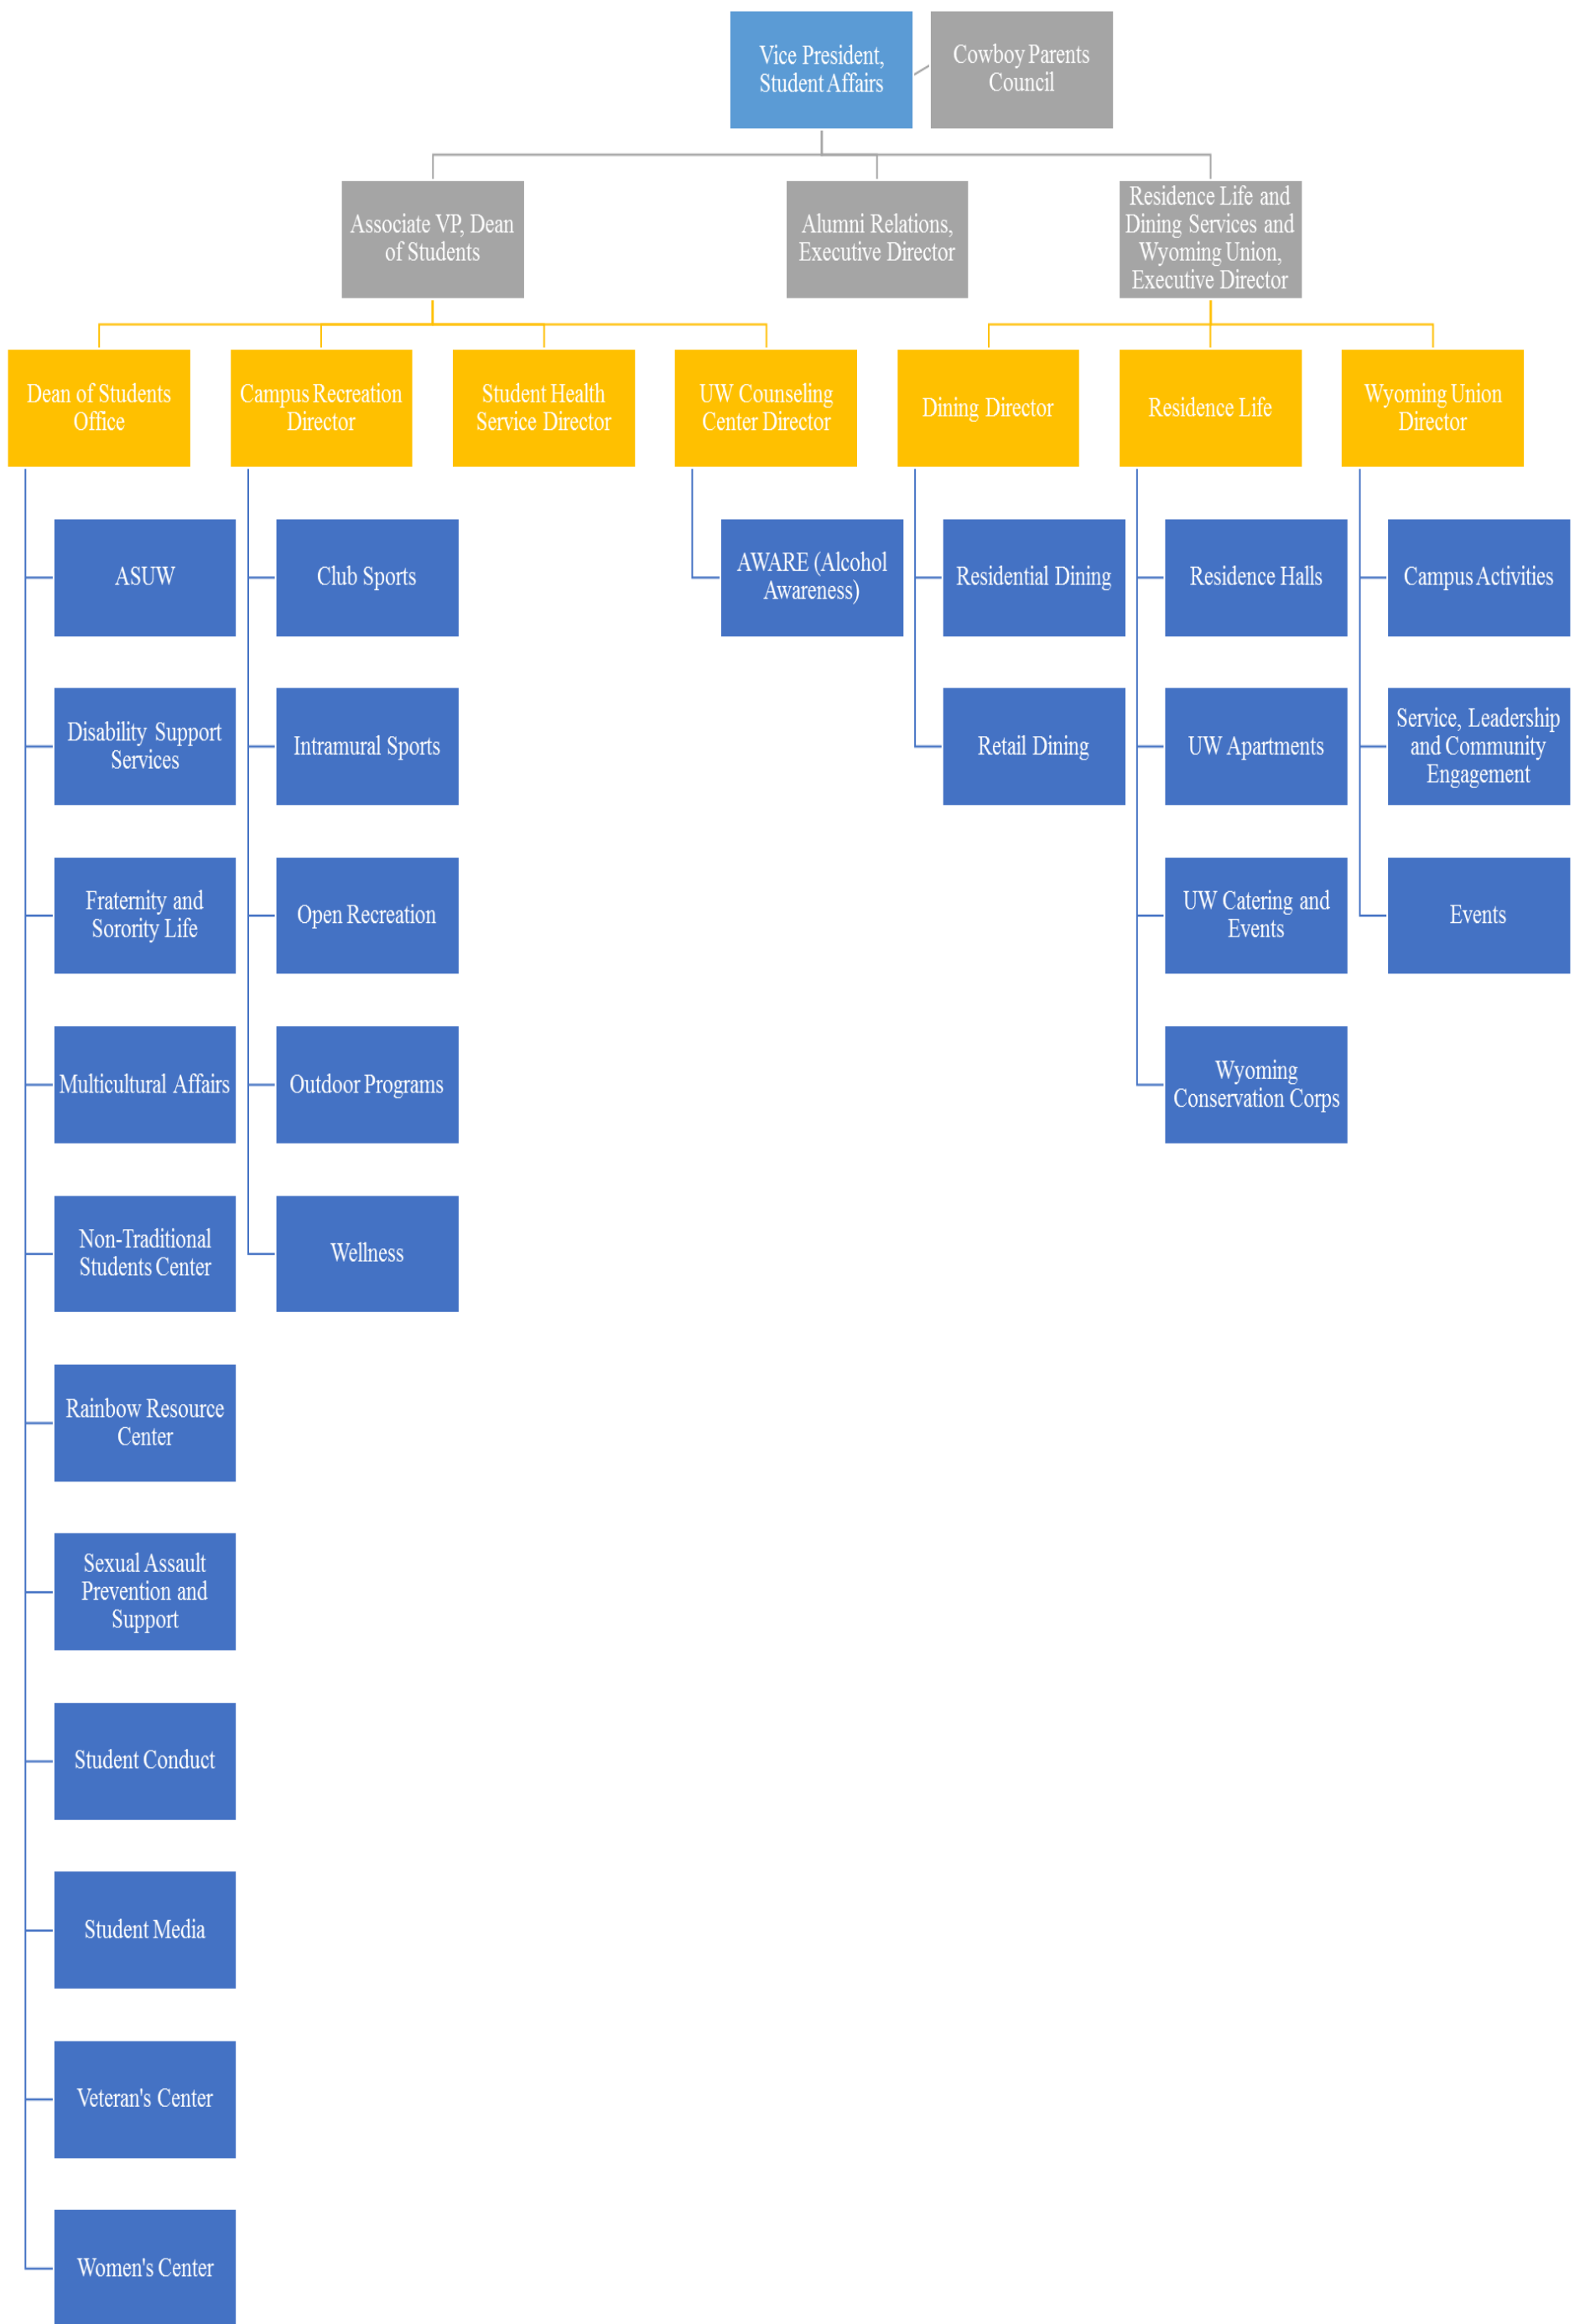 Vice President,
Student Affairs
Cowboy Parents
Council
Associate VP, Dean
of Students
Alumni Relations,
Executive Director
Residence Life and
Dining Services and
Wyoming Union,
Executive Director
Dean of Students
Office
Campus Recreation
Director
Student Health
Service Director
UW Counseling
Center Director
Dining Director
Residence Life
Wyoming Union
Director
ASUW
Club Sports
AWARE (Alcohol
Awareness)
Residential Dining
Residence Halls
Campus Activities
Disability Support
Services
Intramural Sports
Retail Dining
UW Apartments
Service, Leadership
and Community
Engagement
Fraternity and
Sorority Life
Open Recreation
UW Catering and
Events
Events
Multicultural Affairs
Outdoor Programs
Wyoming
Conservation Corps
Non-Traditional
Students Center
Wellness
Rainbow Resource
Center
Sexual Assault
Prevention and
Support
Student Conduct
Student Media
Veteran's Center
Women's Center